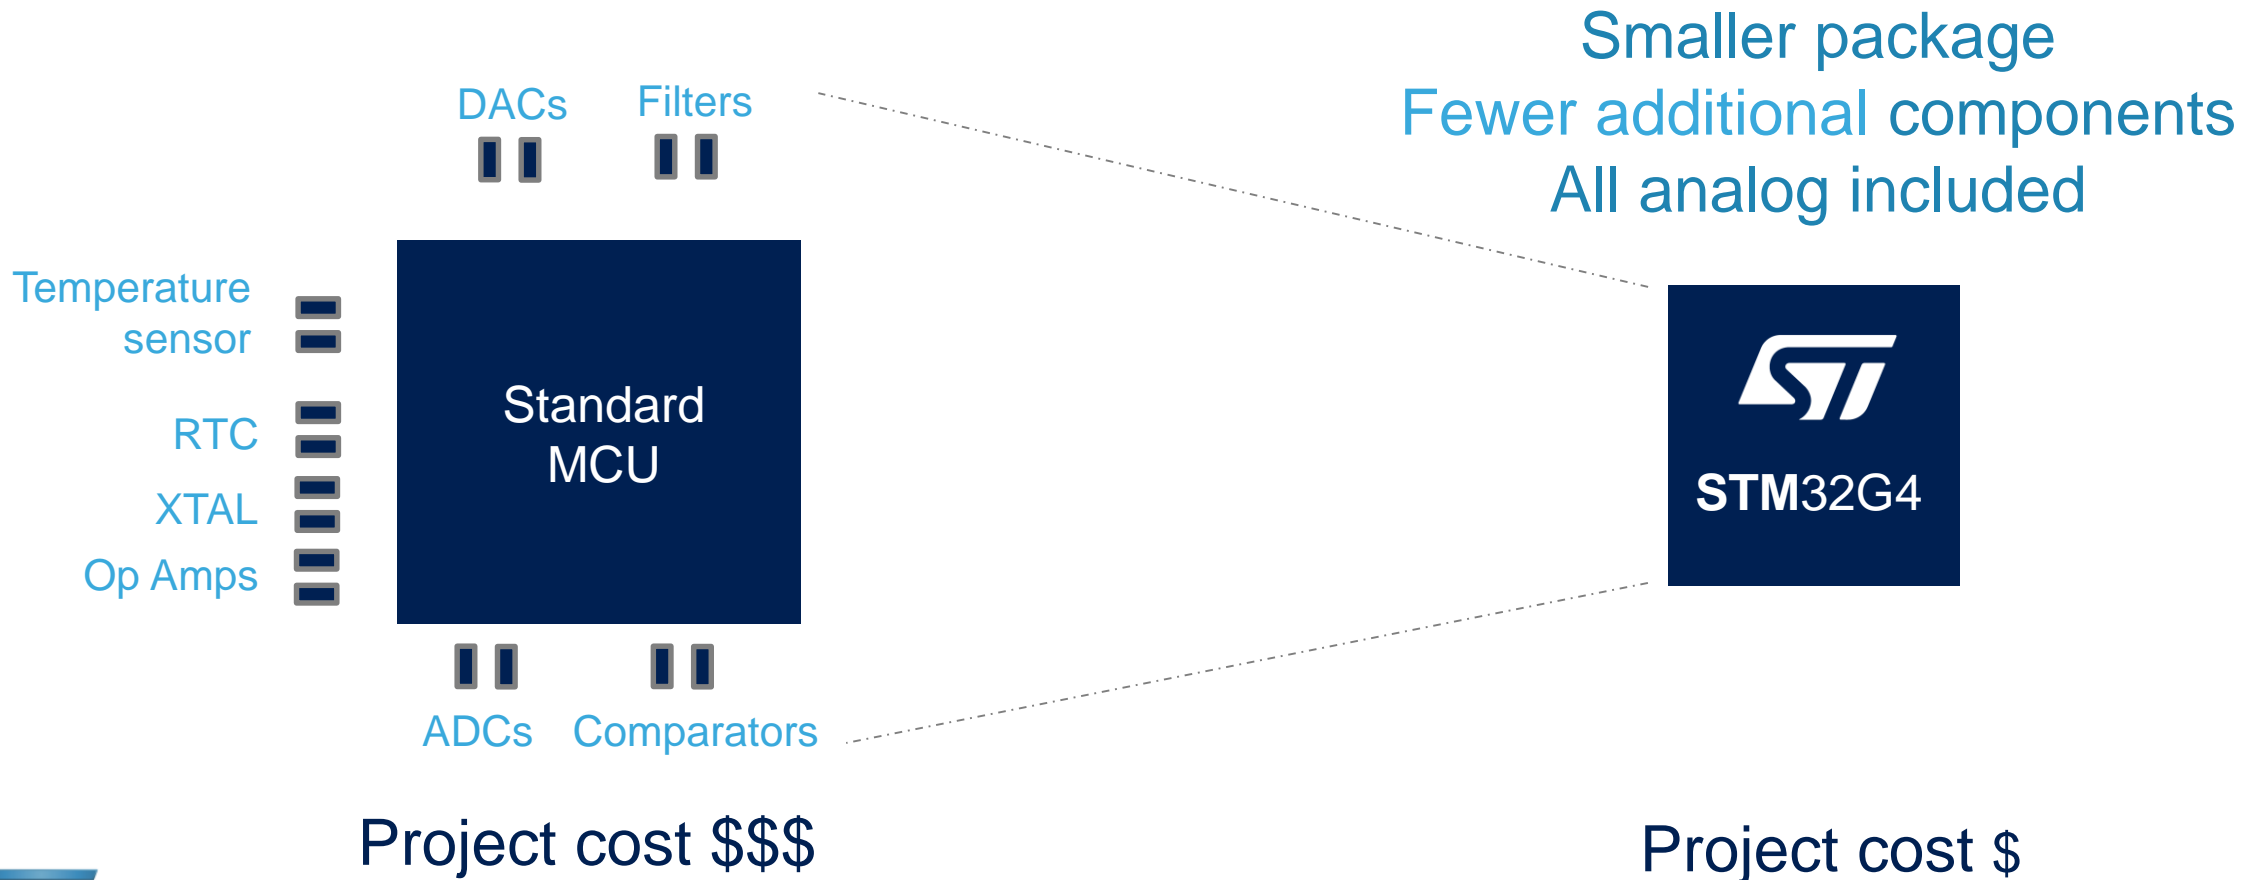 Smaller package
Fewer additional components
All analog included
DACs
Filters
Temperature
sensor
RTC
XTAL
Op Amps
Standard
MCU
ADCs
Comparators
Project cost $$$
ST
STM32G4
Project cost $